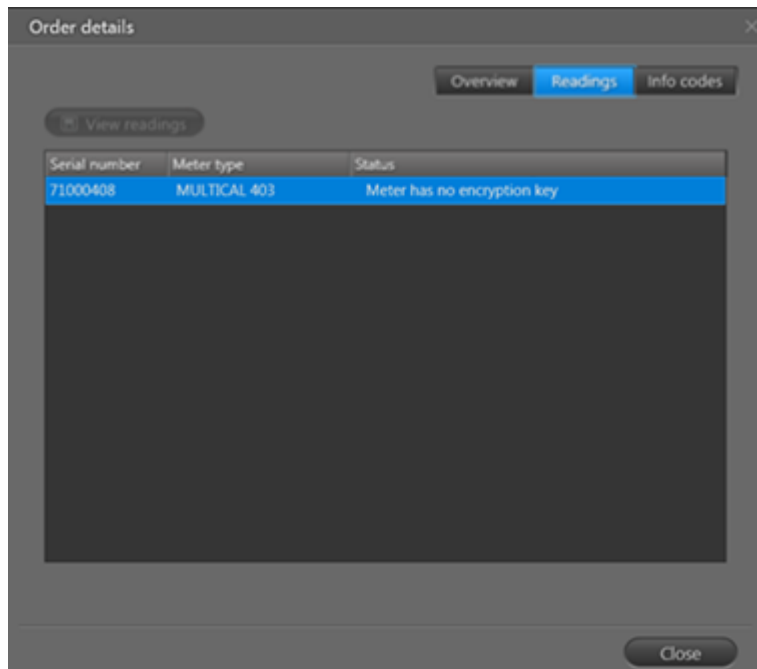 Order details
Overview Readings Info codes
View readings
Serial number Meter type Status
71000408 MULTICAL 403 Meter has no encryption key
Close